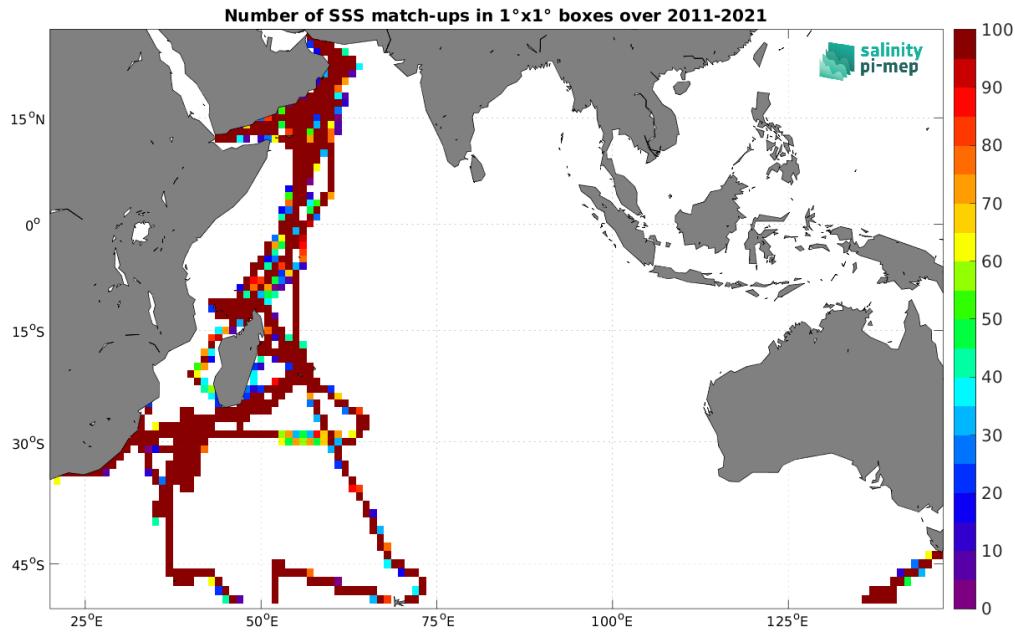 Number of SSS match-ups in 1°x1° boxes over 2011-2021
salinity
pi-mep
100
90
80
70
60
50
40
30
20
10
0
15°N
0°
15°S
30°S
45°S
25°E
50°E
75°E
100°E
125°E